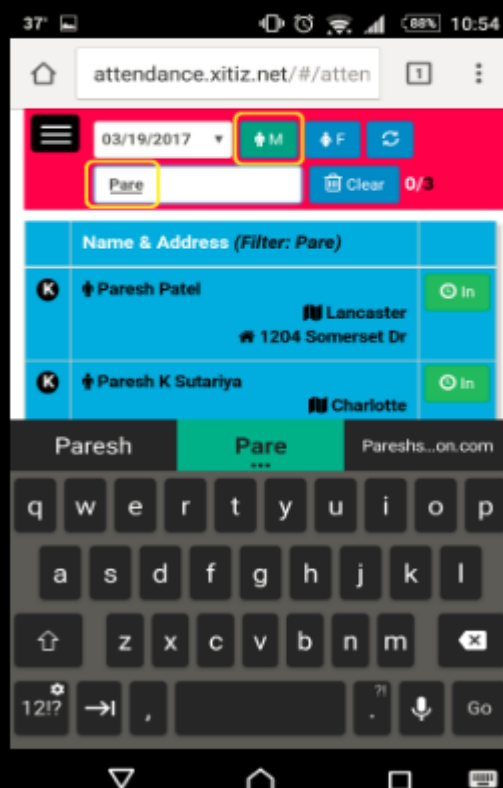 37° 88% 10:54
attendance.xitiz.net/#/atten 1
03/19/2017 M F
Pare Clear 0/3
Name & Address (Filter: Pare)
K Paresh Patel In
Lancaster
1204 Somerset Dr
K Paresh K Sutariya In
Charlotte
Paresh Pare Pareshs...on.com
q w e r t y u i o p
a s d f g h j k l
z x c v b n m
12!? , ?! . Go